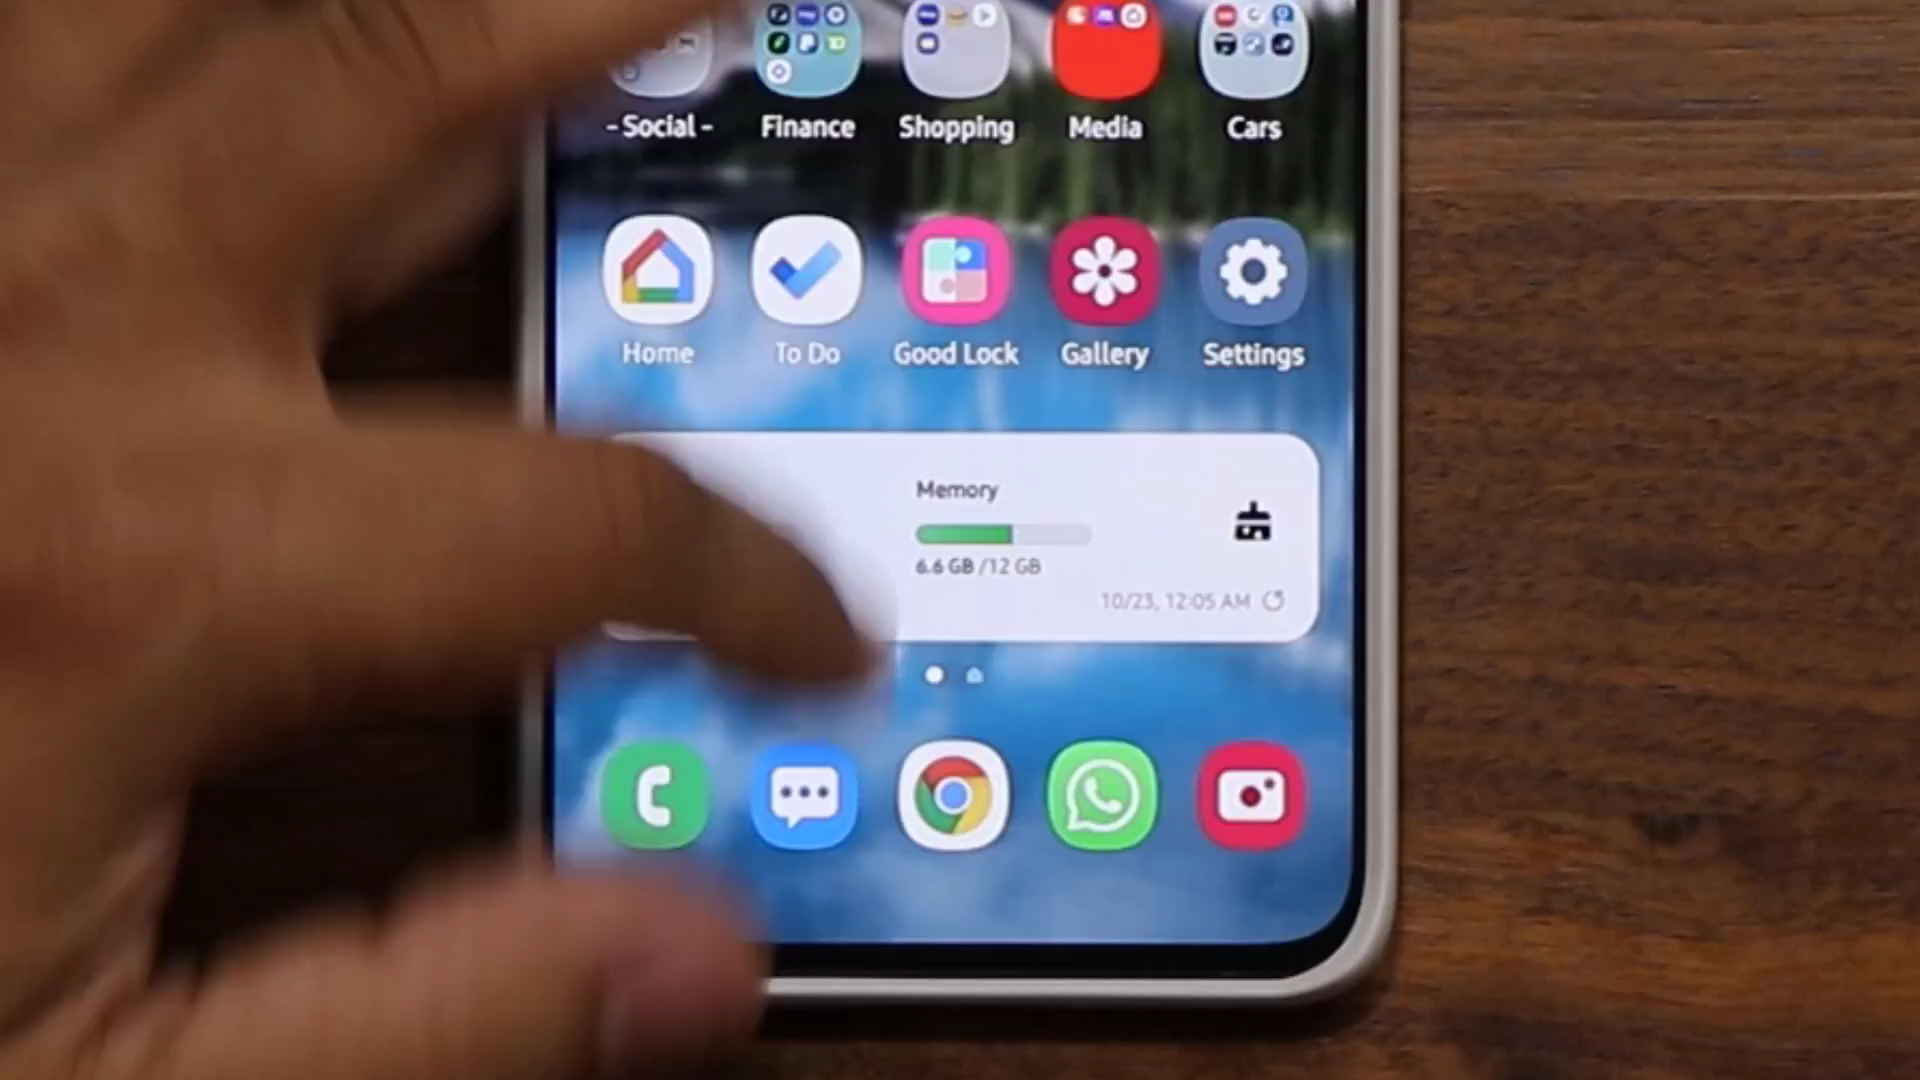 - Social -
Finance
Shopping
Media
Cars
Home
To Do
Good Lock
Gallery
Settings
Memory
6.6 GB /12 GB
10/23, 12:05 AM